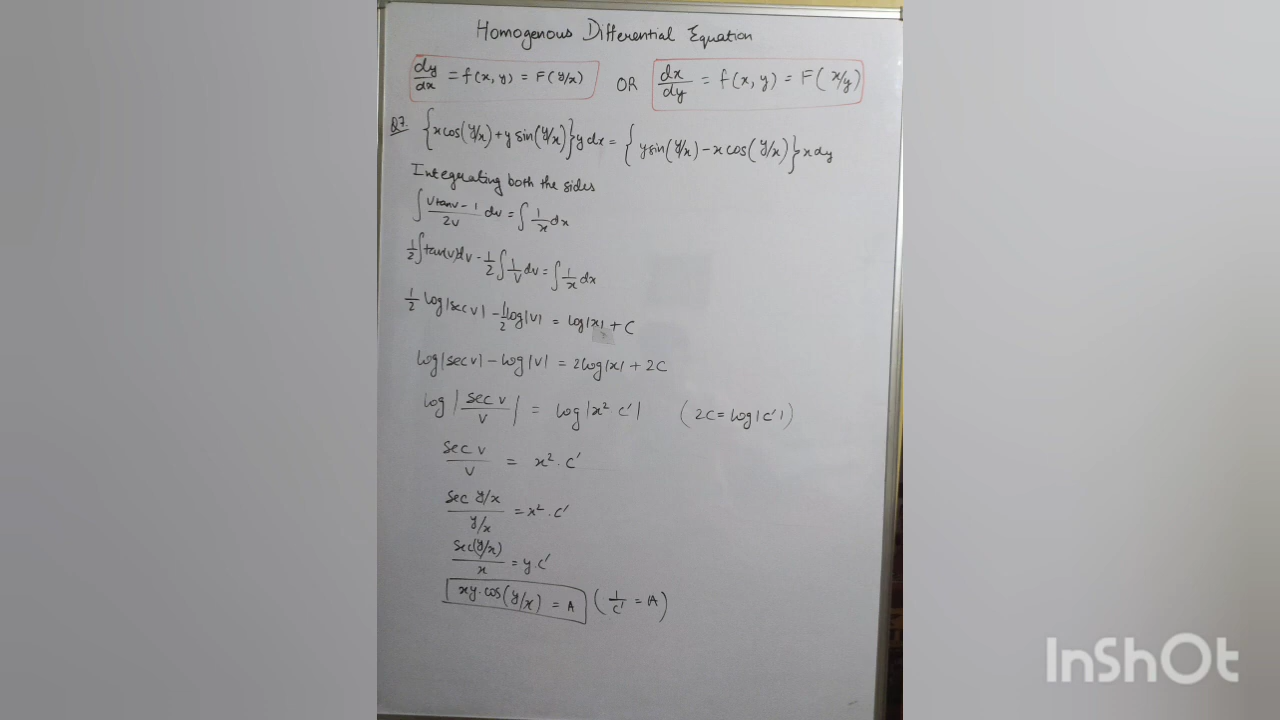 Homogenous Differential Equation
dy/dx = f(x, y) = F(y/x) OR dx/dy = f(x, y) = F(x/y)
Q7. {x cos(y/x) + y sin(y/x)} y dx = {y sin(y/x) - x cos(y/x)} x dy
Integrating both the sides
∫ (v tan v - 1)/2v dv = ∫ 1/x dx
1/2 ∫ tan(v) dv - 1/2 ∫ 1/v dv = ∫ 1/x dx
1/2 log|sec v| - 1/2 log|v| = log|x| + C
log|sec v| - log|v| = 2 log|x| + 2C
log |sec v / v| = log|x². c'| (2C = log|c'|)
sec v / v = x². c'
sec y/x / y/x = x². c'
sec(y/x) / x = y. c'
xy. cos(y/x) = A (1/c' = A)
InShOt